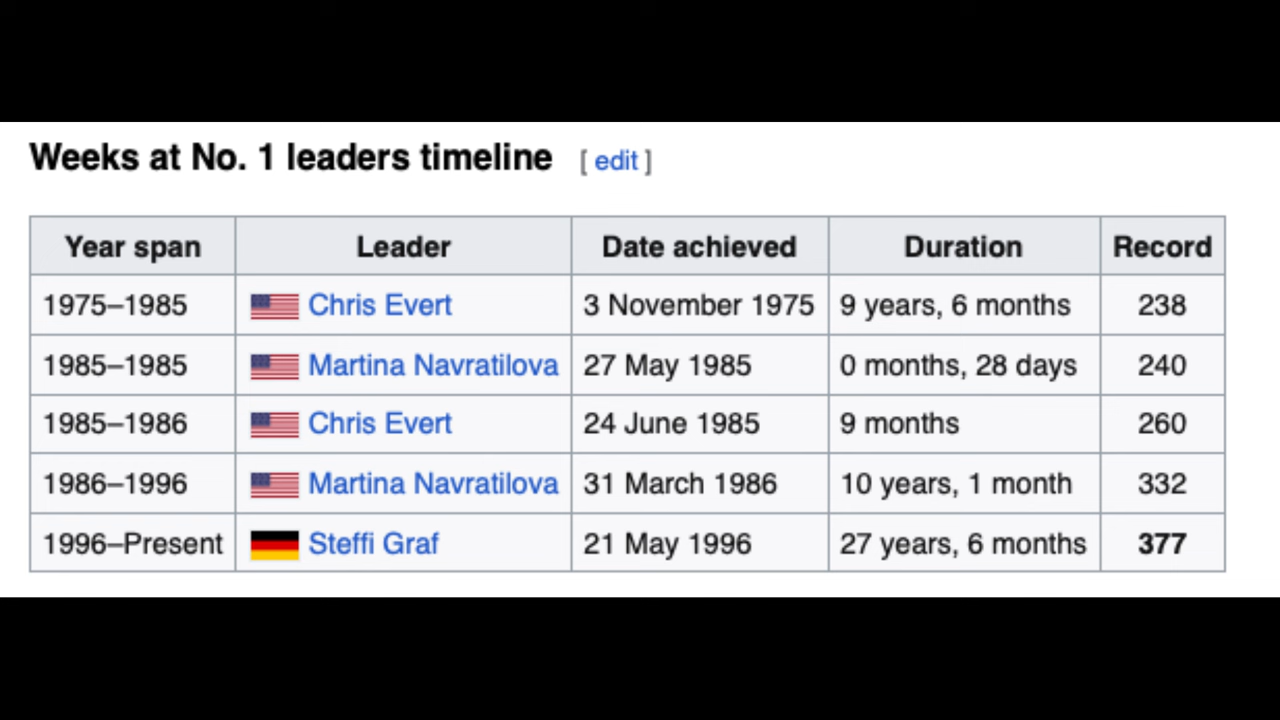 Weeks at No. 1 leaders timeline [ edit ]
Year span Leader Date achieved Duration Record
1975–1985 Chris Evert 3 November 1975 9 years, 6 months 238
1985–1985 Martina Navratilova 27 May 1985 0 months, 28 days 240
1985–1986 Chris Evert 24 June 1985 9 months 260
1986–1996 Martina Navratilova 31 March 1986 10 years, 1 month 332
1996–Present Steffi Graf 21 May 1996 27 years, 6 months 377